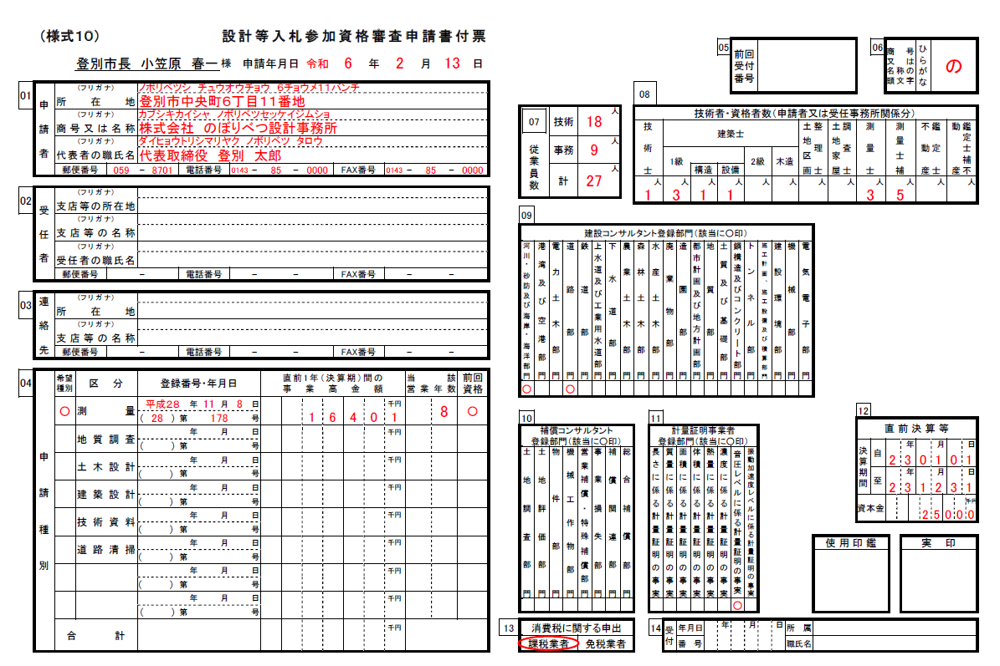 (様式10) 設計等入札参加資格審査申請書付票
登別市長 小笠原 春一 様 申請年月日 令和 6 年 2 月 13 日
01
申請者
(フリガナ) ノボリベツシ チュウオウチョウ 6チョウメ11バンチ
所在地 登別市中央町6丁目11番地
(フリガナ) カブシキカイシャ ノボリベツセッケイジムショ
商号又は名称 株式会社 のぼりべつ設計事務所
(フリガナ) ダイヒョウトリシマリヤク ノボリベツ タロウ
代表者の職氏名 代表取締役 登別 太郎
郵便番号 059 - 8701 電話番号 0143 - 85 - 0000 FAX番号 0143 - 85 - 0000
02
受任者
(フリガナ)
支店等の所在地
(フリガナ)
支店等の名称
(フリガナ)
受任者の職氏名
郵便番号 - 電話番号 - - FAX番号 - -
03
連絡先
(フリガナ)
所在地
(フリガナ)
支店等の名称
郵便番号 - 電話番号 - - FAX番号 - -
04
申請種別
希望種別 区分 登録番号・年月日 直前1年(決算期)間の事業高金額 当該営業年数 前回資格
〇 測量 平成28 年 11 月 8 日 千円 16401 8 〇
( 28 ) 第 178 号
地質調査 年 月 日 千円
( ) 第 号
土木設計 年 月 日 千円
( ) 第 号
建築設計 年 月 日 千円
( ) 第 号
技術資料 年 月 日 千円
( ) 第 号
道路清掃 年 月 日 千円
( ) 第 号
年 月 日 千円
( ) 第 号
年 月 日 千円
( ) 第 号
合計 千円
05
前回受付番号
06
商号又は名称の頭文字 ひらがな の
07
従業員数
技術 18 人
事務 9 人
計 27 人
08
技術者・資格者数(申請者又は受任事務所関係分)
技術士
建築士
1級
構造
設備
2級
木造
土地区画整理士
土地家屋調査士
測量士
測量士補
不動産鑑定士
不動産鑑定士補
人 人 人 人 人 人 人 人 人 人 人 人
1 3 1 1 3 5
09
建設コンサルタント登録部門(該当に〇印)
河川・砂防及び海岸・海洋部門
港湾及び空港部門
電力土木部門
道路部門
鉄道部門
上水道及び工業用水道部門
下水道部門
農業土木部門
森林土木部門
水産土木部門
廃棄物部門
造園部門
都市計画及び地方計画部門
地質部門
土質及び基礎部門
鋼構造及びコンクリート部門
トンネル部門
施工計画、施工設備及び積算部門
建設環境部門
機械部門
電気電子部門
〇 〇
10
補償コンサルタント登録部門(該当に〇印)
土地調査部門
土地評価部門
物件部門
機械工作物部門
営業補償・特殊補償部門
事業損失部門
補償関連部門
総合補償部門
11
計量証明事業者登録部門(該当に〇印)
長さに係る計量証明の事実
質量に係る計量証明の事実
面積に係る計量証明の事実
体積に係る計量証明の事実
熱量に係る計量証明の事実
濃度に係る計量証明の事実
音圧レベルに係る計量証明の事実
振動加速度レベルに係る計量証明の事実
〇
12
直前決算等
決算期間
自 年 月 日 230101
至 年 月 日 231231
資本金 千円 25000
使用印鑑
実印
13
消費税に関する申出
課税業者 免税業者
14
受付
年月日 年 月 日 所属
番号 職氏名